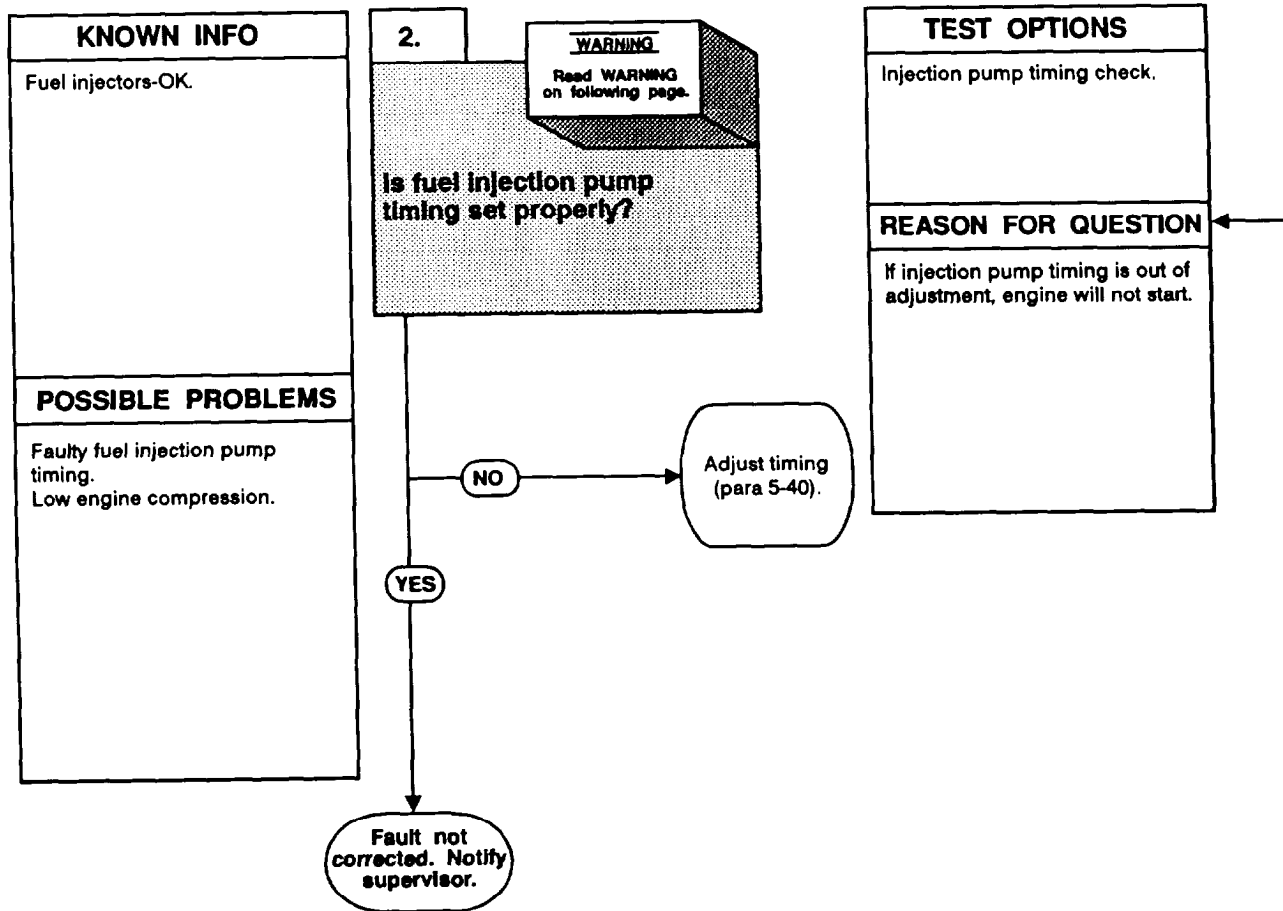 KNOWN INFO
Fuel injectors-OK.
POSSIBLE PROBLEMS
Faulty fuel injection pump
timing.
Low engine compression.
2.
WARNING
Read WARNING
on following page.
Is fuel injection pump
timing set properly?
NO
Adjust timing
(para 5-40).
YES
Fault not
corrected. Notify
supervisor.
TEST OPTIONS
Injection pump timing check.
REASON FOR QUESTION
If injection pump timing is out of
adjustment, engine will not start.